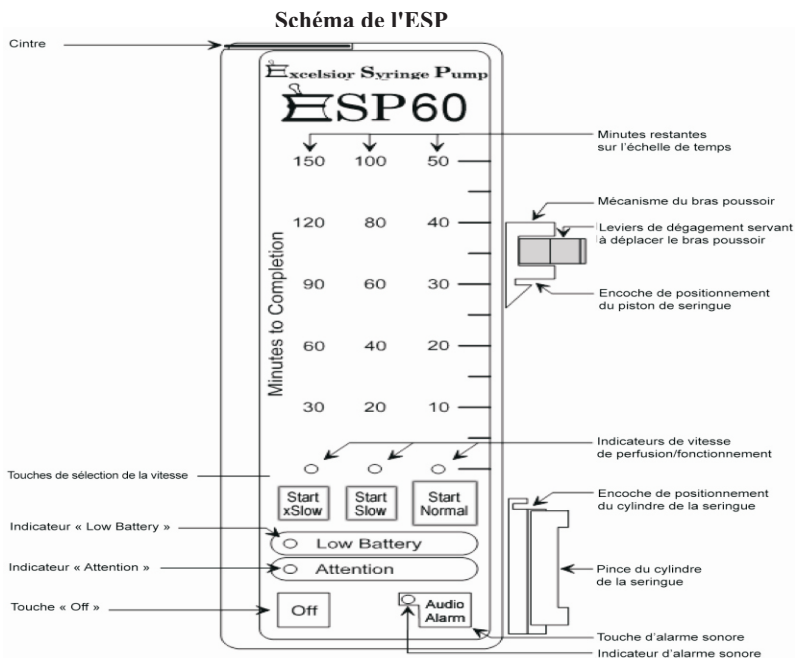 Schéma de l'ESP
Cintre
Excelsior Syringe Pump
ESP60
150 100 50
Minutes restantes
sur l'échelle de temps
Mécanisme du bras poussoir
Leviers de dégagement servant
à déplacer le bras poussoir
120 80 40
Minutes to Completion
90 60 30
Encoche de positionnement
du piston de seringue
60 40 20
30 20 10
Indicateurs de vitesse
de perfusion/fonctionnement
Touches de sélection de la vitesse
Start
xSlow
Start
Slow
Start
Normal
Encoche de positionnement
du cylindre de la seringue
Indicateur « Low Battery »
Low Battery
Indicateur « Attention »
Attention
Pince du cylindre
de la seringue
Touche « Off »
Off
Audio
Alarm
Touche d'alarme sonore
Indicateur d'alarme sonore